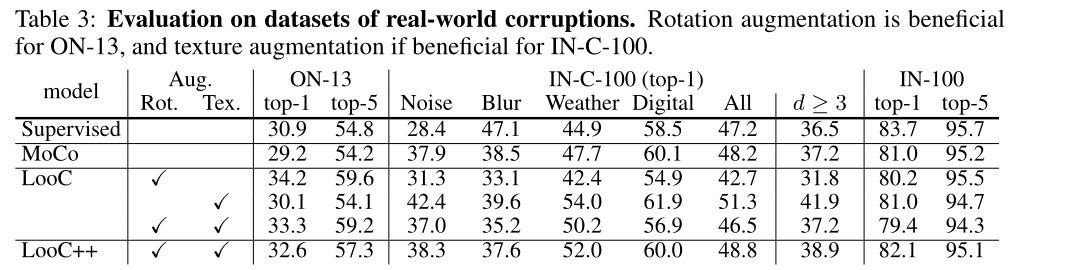 Table 3: Evaluation on datasets of real-world corruptions. Rotation augmentation is beneficial
for ON-13, and texture augmentation if beneficial for IN-C-100.
model Aug. ON-13 IN-C-100 (top-1) IN-100
Rot. Tex. top-1 top-5 Noise Blur Weather Digital All d ≥ 3 top-1 top-5
Supervised 30.9 54.8 28.4 47.1 44.9 58.5 47.2 36.5 83.7 95.7
MoCo 29.2 54.2 37.9 38.5 47.7 60.1 48.2 37.2 81.0 95.2
LooC ✓ 34.2 59.6 31.3 33.1 42.4 54.9 42.7 31.8 80.2 95.5
✓ 30.1 54.1 42.4 39.6 54.0 61.9 51.3 41.9 81.0 94.7
✓ ✓ 33.3 59.2 37.0 35.2 50.2 56.9 46.5 37.2 79.4 94.3
LooC++ ✓ ✓ 32.6 57.3 38.3 37.6 52.0 60.0 48.8 38.9 82.1 95.1